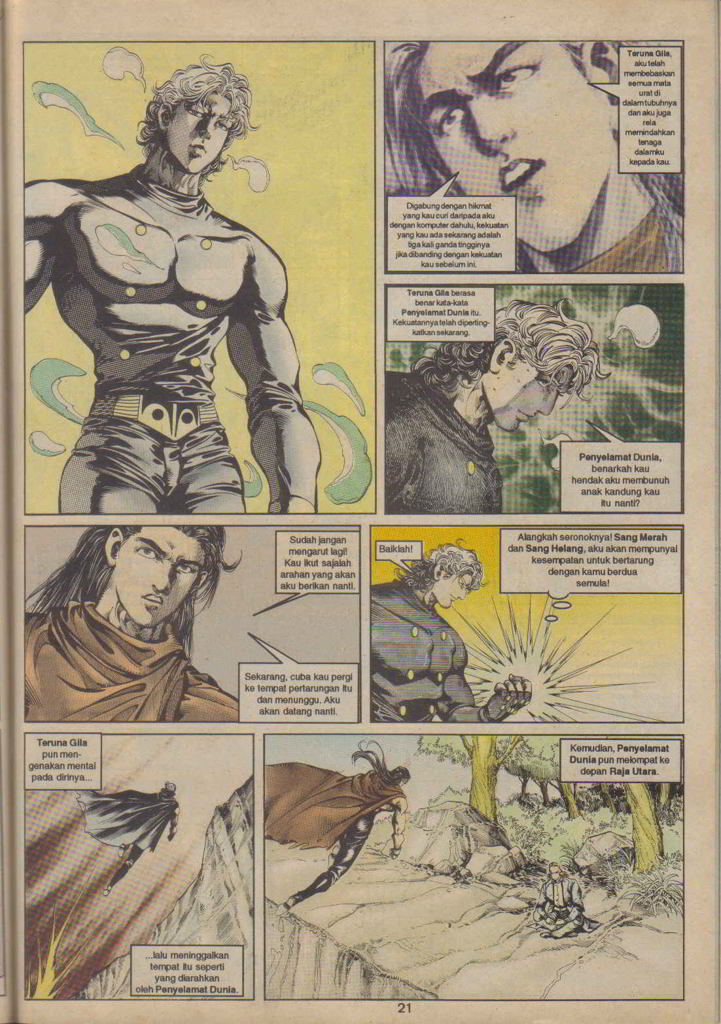 Teruna Gila,
aku telah
membebaskan
semua mata
urat di
dalam tubuhnya
dan aku juga
rela
memindahkan
tenaga
dalamku
kepada kau.
Digabung dengan hikmat
yang kau curi daripada aku
dengan komputer dahulu, kekuatan
yang kau ada sekarang adalah
tiga kali ganda tingginya
jika dibanding dengan kekuatan
kau sebelum ini.
Teruna Gila berasa
benar kata-kata
Penyelamat Dunia itu.
Kekuatannya telah diperting-
katkan sekarang.
Penyelamat Dunia,
benarkah kau
hendak aku membunuh
anak kandung kau
itu nanti?
Sudah jangan
mengarut lagi!
Kau ikut sajalah
arahan yang akan
aku berikan nanti.
Sekarang, cuba kau pergi
ke tempat pertarungan itu
dan menunggu. Aku
akan datang nanti.
Baiklah!
Alangkah seronoknya! Sang Merah
dan Sang Helang, aku akan mempunyai
kesempatan untuk bertarung
dengan kamu berdua
semula!
Teruna Gila
pun men-
genakan mental
pada dirinya...
...lalu meninggalkan
tempat itu seperti
yang diarahkan
oleh Penyelamat Dunia.
Kemudian, Penyelamat
Dunia pun melompat ke
depan Raja Utara.
21